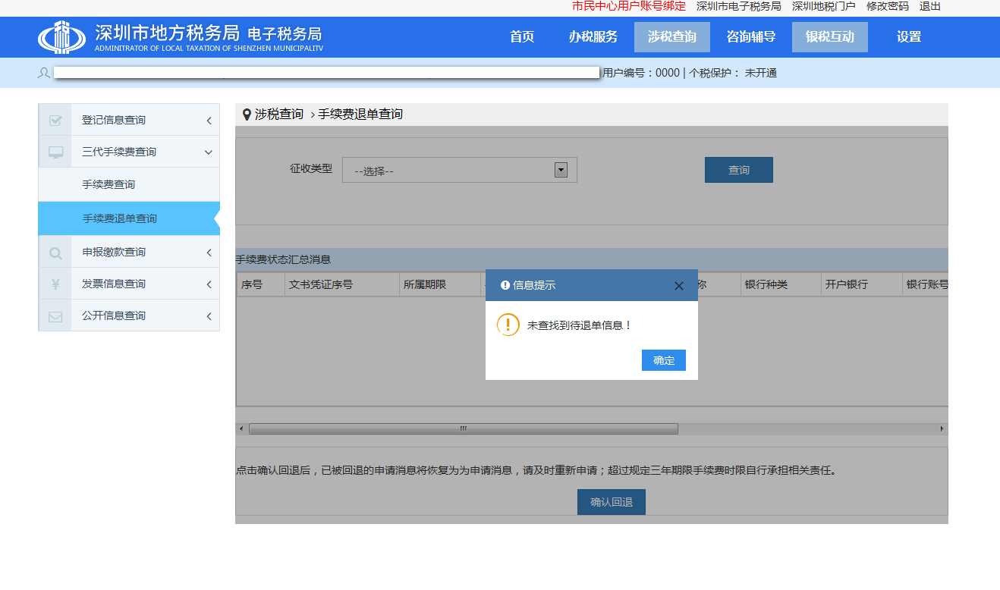 市民中心用户账号绑定 深圳市电子税务局 深圳地税门户 修改密码 退出
深圳市地方税务局 电子税务局
ADMINITRATOR OF LOCAL TAXATION OF SHENZHEN MUNICIPALITV
首页 办税服务 涉税查询 咨询辅导 银税互动 设置
用户编号：0000 | 个税保护： 未开通
登记信息查询
三代手续费查询
手续费查询
手续费退单查询
申报缴款查询
发票信息查询
公开信息查询
涉税查询 › 手续费退单查询
征收类型 --选择-- 查询
手续费状态汇总消息
序号 文书凭证序号 所属期限 称 银行种类 开户银行 银行账号
信息提示
未查找到待退单信息！
确定
点击确认回退后，已被回退的申请消息将恢复为为申请消息，请及时重新申请；超过规定三年期限手续费时限自行承担相关责任。
确认回退